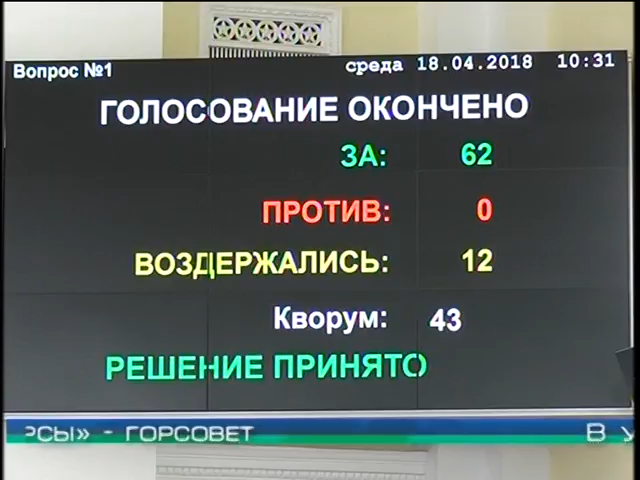 Вопрос №1 среда 18.04.2018 10:31
ГОЛОСОВАНИЕ ОКОНЧЕНО
ЗА: 62
ПРОТИВ: 0
ВОЗДЕРЖАЛИСЬ: 12
Кворум: 43
РЕШЕНИЕ ПРИНЯТО
РСЫ» - ГОРСОВЕТ В У